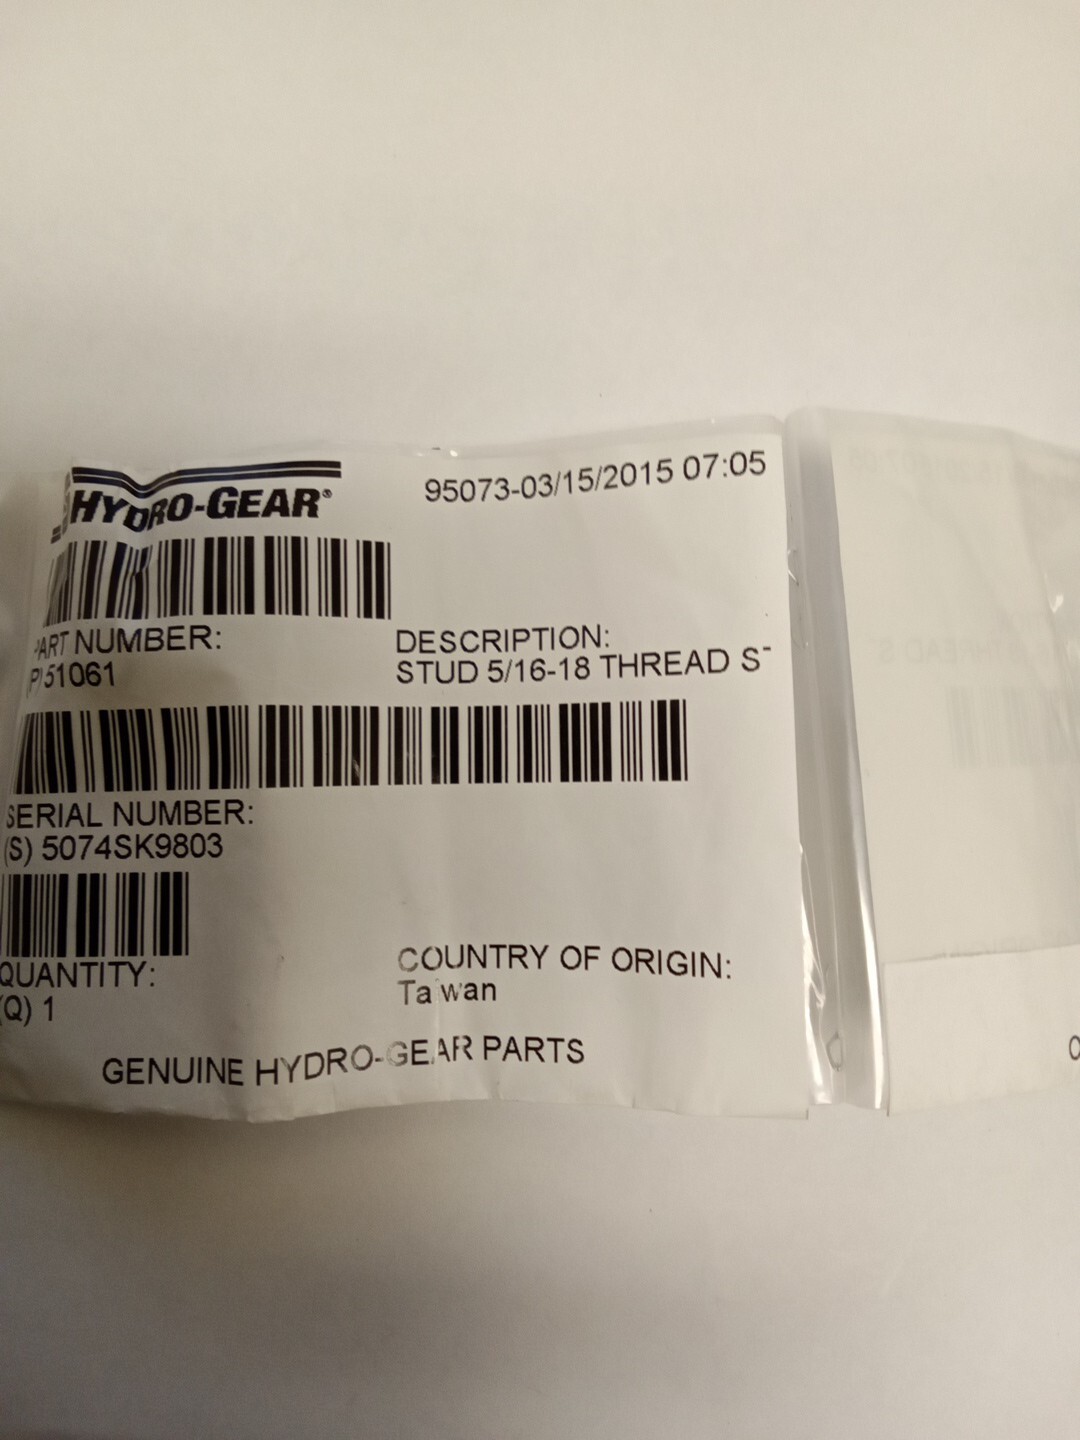 HYDRO-GEAR®
95073-03/15/2015 07:05
PART NUMBER:
(P) 51061
DESCRIPTION:
STUD 5/16-18 THREAD S
SERIAL NUMBER:
(S) 5074SK9803
QUANTITY:
(Q) 1
COUNTRY OF ORIGIN:
Taiwan
GENUINE HYDRO-GEAR PARTS